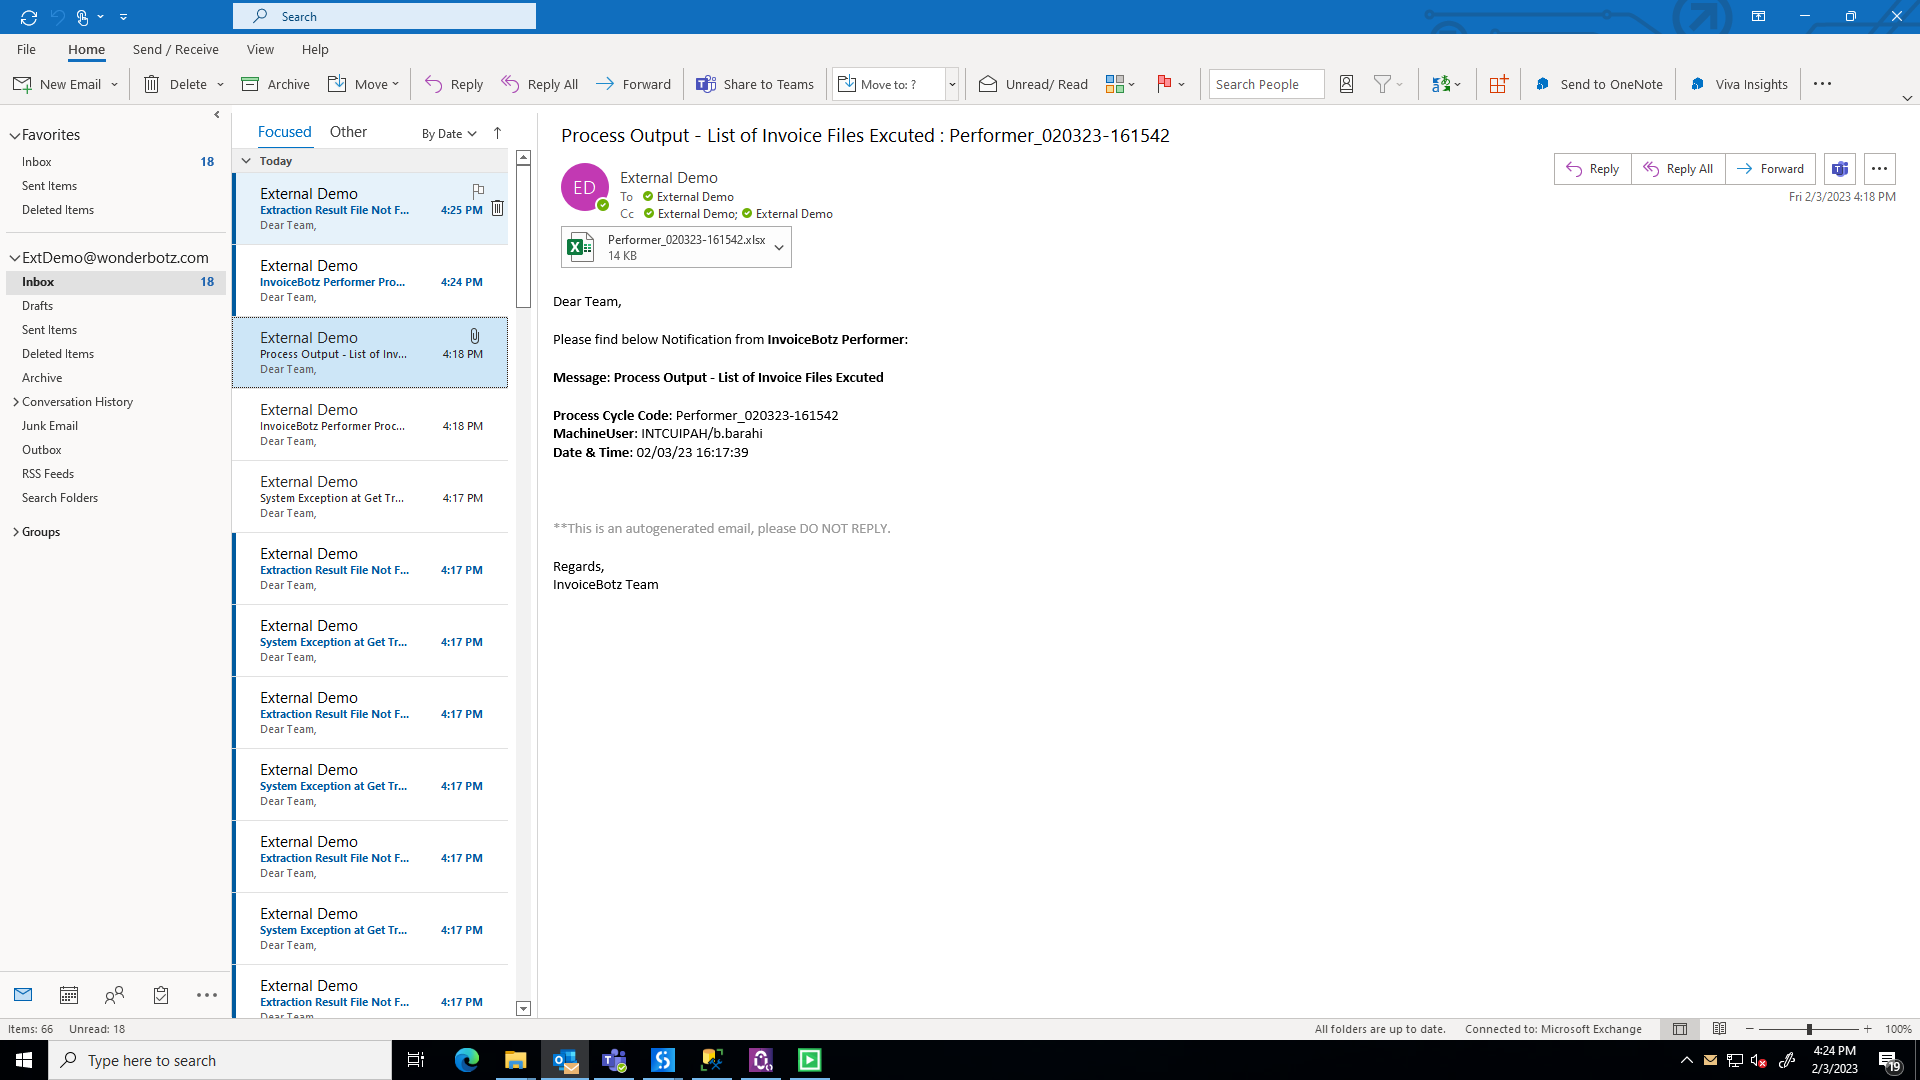 Search
File
Home
Send / Receive
View
Help
New Email
Delete
Archive
Move
Reply
Reply All
Forward
Share to Teams
Move to: ?
Unread/ Read
Search People
Send to OneNote
Viva Insights
Favorites
Inbox 18
Sent Items
Deleted Items
ExtDemo@wonderbotz.com
Inbox 18
Drafts
Sent Items
Deleted Items
Archive
Conversation History
Junk Email
Outbox
RSS Feeds
Search Folders
Groups
Focused
Other
By Date
Today
External Demo
Extraction Result File Not F... 4:25 PM
Dear Team,
External Demo
InvoiceBotz Performer Pro... 4:24 PM
Dear Team,
External Demo
Process Output - List of Inv... 4:18 PM
Dear Team,
External Demo
InvoiceBotz Performer Proc... 4:18 PM
Dear Team,
External Demo
System Exception at Get Tr... 4:17 PM
Dear Team,
External Demo
Extraction Result File Not F... 4:17 PM
Dear Team,
External Demo
System Exception at Get Tr... 4:17 PM
Dear Team,
External Demo
Extraction Result File Not F... 4:17 PM
Dear Team,
External Demo
System Exception at Get Tr... 4:17 PM
Dear Team,
External Demo
Extraction Result File Not F... 4:17 PM
Dear Team,
External Demo
System Exception at Get Tr... 4:17 PM
Dear Team,
External Demo
Extraction Result File Not F... 4:17 PM
Dear Team,
Process Output - List of Invoice Files Excuted : Performer_020323-161542
ED
External Demo
To External Demo
Cc External Demo; External Demo
Reply
Reply All
Forward
Fri 2/3/2023 4:18 PM
Performer_020323-161542.xlsx
14 KB
Dear Team,
Please find below Notification from InvoiceBotz Performer:
Message: Process Output - List of Invoice Files Excuted
Process Cycle Code: Performer_020323-161542
MachineUser: INTCUIPAH/b.barahi
Date & Time: 02/03/23 16:17:39
**This is an autogenerated email, please DO NOT REPLY.
Regards,
InvoiceBotz Team
Items: 66
Unread: 18
All folders are up to date.
Connected to: Microsoft Exchange
100%
Type here to search
4:24 PM
2/3/2023
19